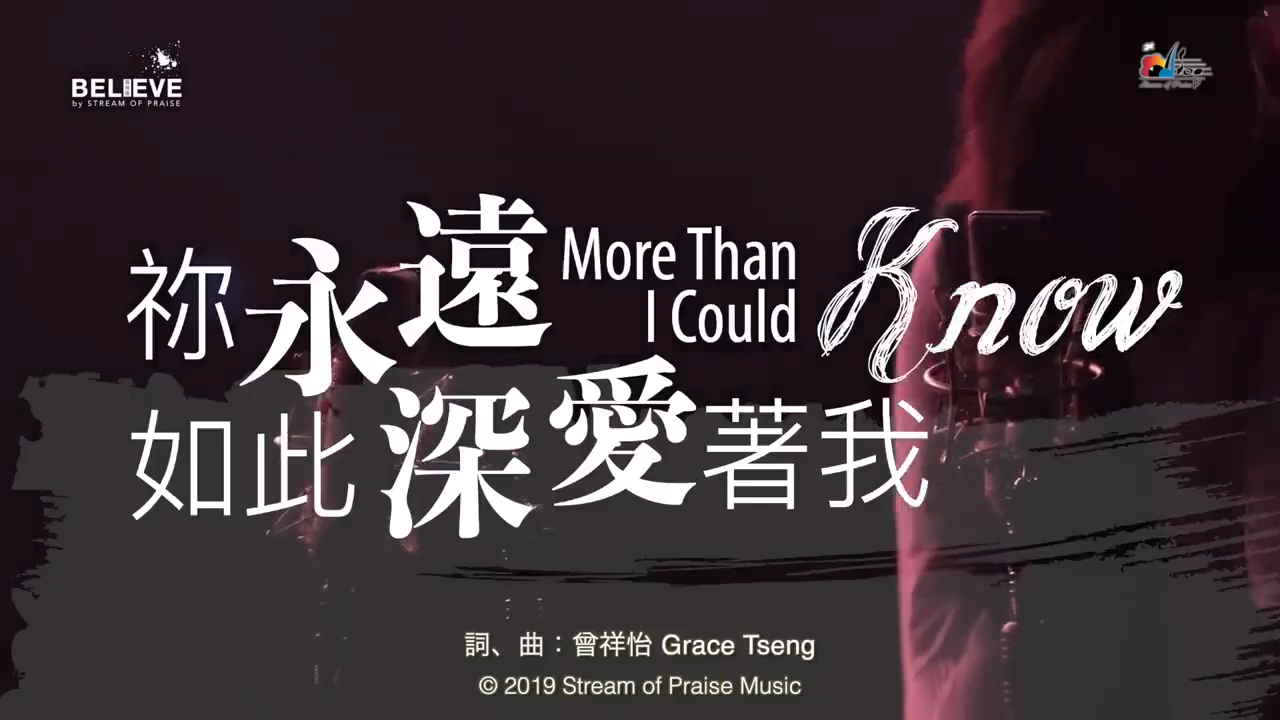 BELIEVE
by STREAM OF PRAISE
祢永遠
More Than
I Could
Know
如此深愛著我
詞、曲：曾祥怡 Grace Tseng
© 2019 Stream of Praise Music